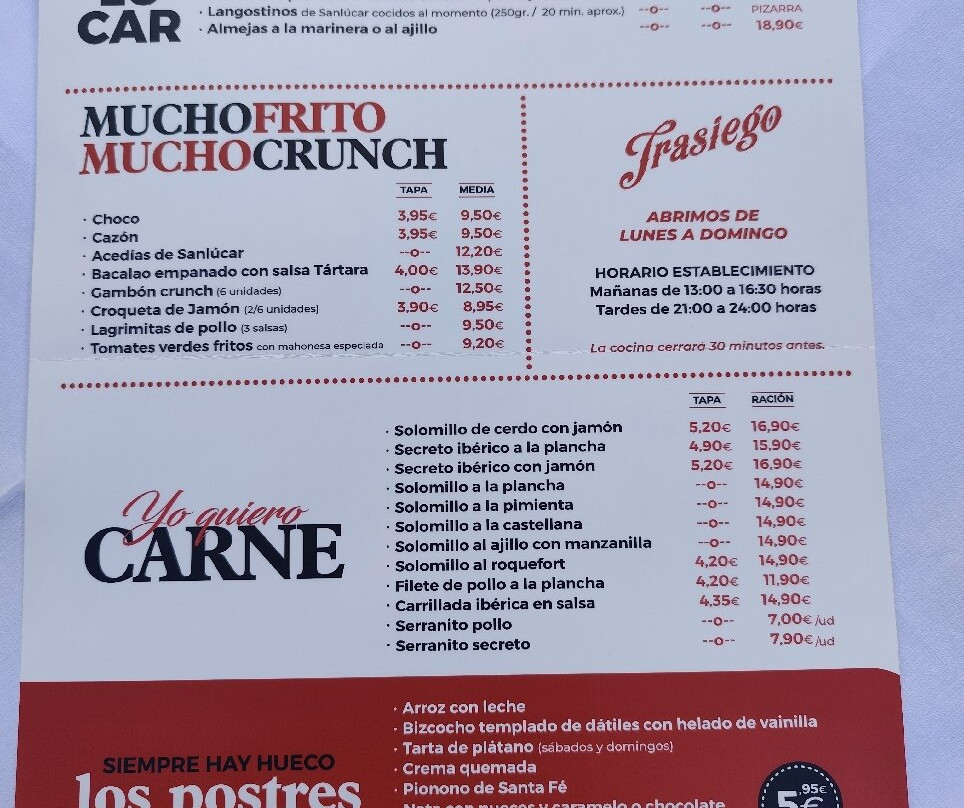 · Langostinos de Sanlúcar cocidos al momento (250gr. / 20 min. aprox.) --o-- --o-- PIZARRA
CAR
· Almejas a la marinera o al ajillo --o-- --o-- 18,90€
MUCHOFRITO
MUCHOCRUNCH
TAPA MEDIA
· Choco 3,95€ 9,50€
· Cazón 3,95€ 9,50€
· Acedías de Sanlúcar --o-- 12,20€
· Bacalao empanado con salsa Tártara 4,00€ 13,90€
· Gambón crunch (6 unidades) --o-- 12,50€
· Croqueta de Jamón (2/6 unidades) 3,90€ 8,95€
· Lagrimitas de pollo (3 salsas) --o-- 9,50€
· Tomates verdes fritos con mahonesa especiada --o-- 9,20€
Trasiego
ABRIMOS DE
LUNES A DOMINGO
HORARIO ESTABLECIMIENTO
Mañanas de 13:00 a 16:30 horas
Tardes de 21:00 a 24:00 horas
La cocina cerrará 30 minutos antes.
Yo quiero
CARNE
TAPA RACIÓN
· Solomillo de cerdo con jamón 5,20€ 16,90€
· Secreto ibérico a la plancha 4,90€ 15,90€
· Secreto ibérico con jamón 5,20€ 16,90€
· Solomillo a la plancha --o-- 14,90€
· Solomillo a la pimienta --o-- 14,90€
· Solomillo a la castellana --o-- 14,90€
· Solomillo al ajillo con manzanilla --o-- 14,90€
· Solomillo al roquefort 4,20€ 14,90€
· Filete de pollo a la plancha 4,20€ 11,90€
· Carrillada ibérica en salsa 4,35€ 14,90€
· Serranito pollo --o-- 7,00€/ud
· Serranito secreto --o-- 7,90€/ud
SIEMPRE HAY HUECO
los postres
· Arroz con leche
· Bizcocho templado de dátiles con helado de vainilla
· Tarta de plátano (sábados y domingos)
· Crema quemada
· Pionono de Santa Fé
· Nata con nueces y caramelo o chocolate
5,95€